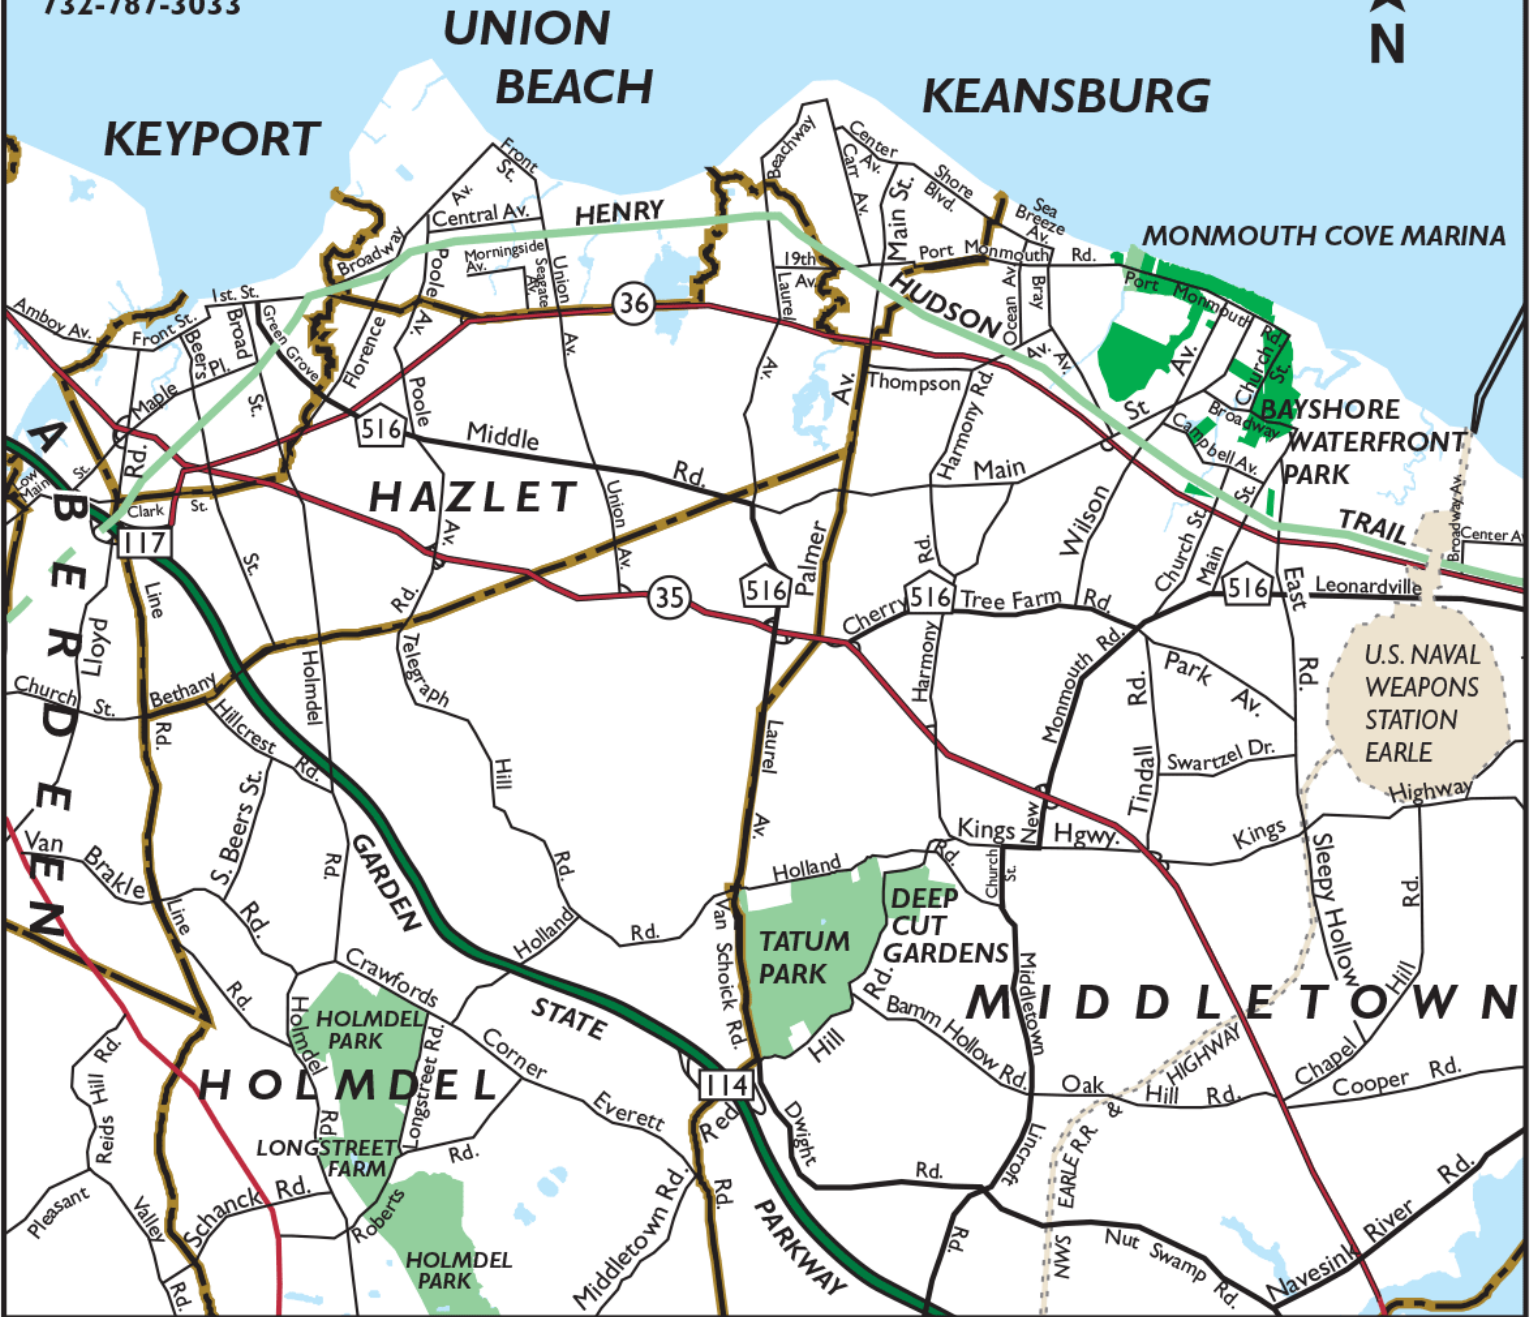 732-787-3033
UNION
BEACH
KEANSBURG
KEYPORT
N
MONMOUTH COVE MARINA
Front
St.
Av.
Central Av.
HENRY
Beachway
Center
Av.
Carr
Av.
Main St.
Shore
Blvd.
Sea
Breeze
Av.
Port Monmouth Rd.
Broadway
Morningside
Av.
Seagate
Av.
Union
Av.
Poole
Av.
19th
Av.
Laurel
Av.
HUDSON
Ocean Av
Bray
Av.
Av.
Port Monmouth Rd.
1st. St.
Amboy Av.
Front St.
Beers
Broad
Pl.
St.
Green Grove
Florence
36
Maple
Rd.
Poole
516
Middle
Rd.
Thompson
Harmony Rd.
Av.
St
Av.
Church
St.
Broadway
Campbell Av.
BAYSHORE
WATERFRONT
PARK
Main
St.
Low
Main
St.
Clark
St.
HAZLET
Union
Av.
Av.
Palmer
Av.
Rd.
Wilson
Church St.
Main
TRAIL
Broadway Av.
Center A
117
Line
St.
Rd.
35
516
Cherry
516
Tree Farm
Rd.
516
East
Rd.
Leonardville
ABERDEEN
Lloyd
Church
St.
Bethany
Rd.
Holmdel
Telegraph
Hill
Rd.
Harmony
Monmouth Rd.
Park
Av.
Tindall
Rd.
Swartzel Dr.
U.S. NAVAL
WEAPONS
STATION
EARLE
Highway
Hillcrest
Rd.
Laurel
Av.
New
Kings
Hgwy.
Kings
Van
Brakle
S. Beers St.
Rd.
GARDEN
Holland
Rd.
Church
St.
Sleepy Hollow
Rd.
Line
Rd.
Rd.
Holland
Rd.
Van Schoick Rd.
TATUM
PARK
DEEP
CUT
GARDENS
Rd.
Hill
Bamm Hollow Rd.
Middletown
MIDDLETOWN
Crawfords
Corner
STATE
HOLMDEL
PARK
Holmdel
Rd.
Longstreet Rd.
HOLMDEL
114
Reids Hill Rd.
Everett
Red
Dwight
Rd.
Oak
Hill
Rd.
HIGHWAY
&
Chapel
Hill
Cooper Rd.
LONGSTREET
FARM
Rd.
Lincroft
Rd.
NWS EARLE R.R.
Pleasant
Valley
Rd.
Schanck Rd.
Roberts
Middletown Rd.
Rd.
PARKWAY
HOLMDEL
PARK
Nut Swamp
Rd.
Navesink River Rd.